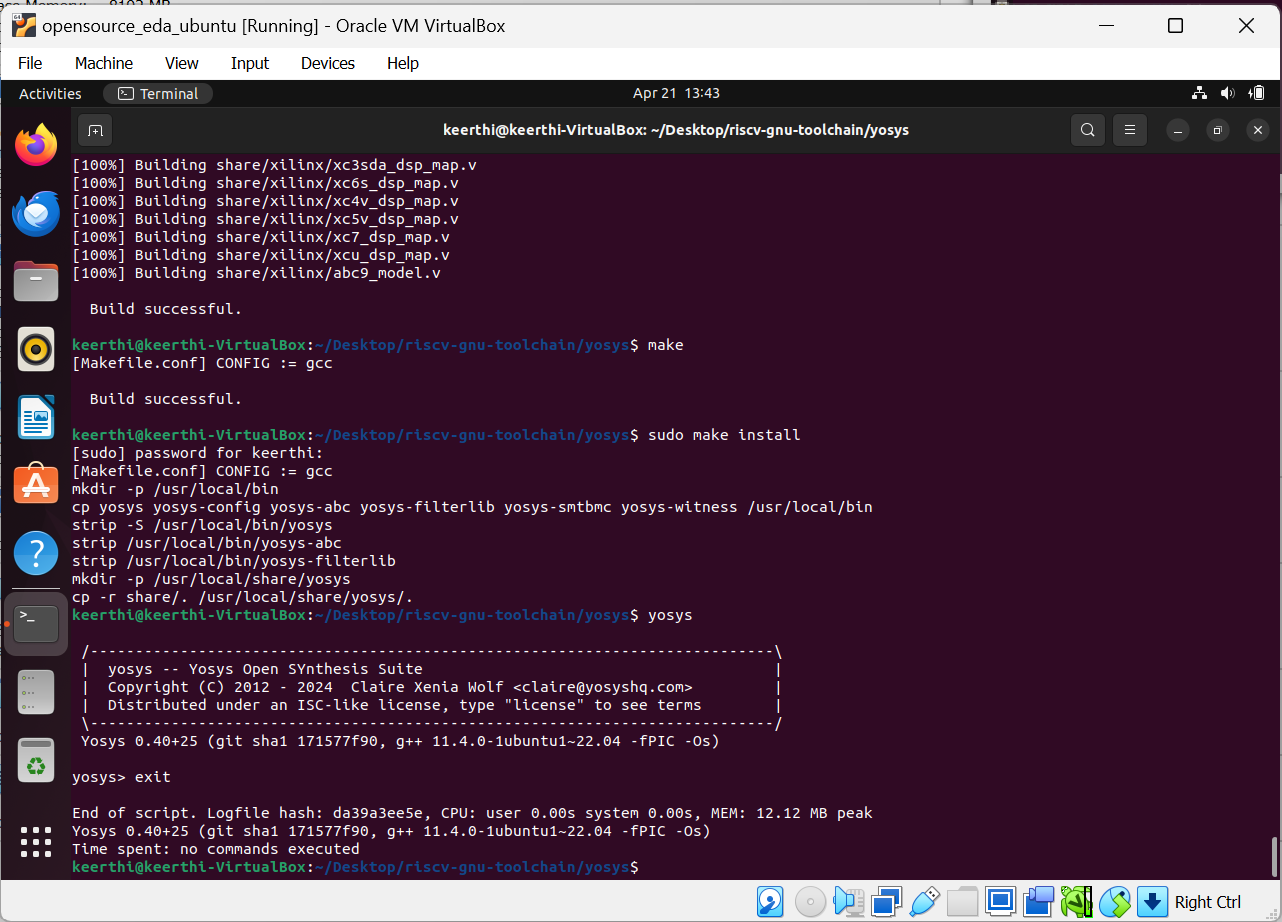 opensource_eda_ubuntu [Running] - Oracle VM VirtualBox
File Machine View Input Devices Help
Activities Terminal Apr 21 13:43
keerthi@keerthi-VirtualBox: ~/Desktop/riscv-gnu-toolchain/yosys
[100%] Building share/xilinx/xc3sda_dsp_map.v
[100%] Building share/xilinx/xc6s_dsp_map.v
[100%] Building share/xilinx/xc4v_dsp_map.v
[100%] Building share/xilinx/xc5v_dsp_map.v
[100%] Building share/xilinx/xc7_dsp_map.v
[100%] Building share/xilinx/xcu_dsp_map.v
[100%] Building share/xilinx/abc9_model.v
Build successful.
keerthi@keerthi-VirtualBox:~/Desktop/riscv-gnu-toolchain/yosys$ make
[Makefile.conf] CONFIG := gcc
Build successful.
keerthi@keerthi-VirtualBox:~/Desktop/riscv-gnu-toolchain/yosys$ sudo make install
[sudo] password for keerthi:
[Makefile.conf] CONFIG := gcc
mkdir -p /usr/local/bin
cp yosys yosys-config yosys-abc yosys-filterlib yosys-smtbmc yosys-witness /usr/local/bin
strip -S /usr/local/bin/yosys
strip /usr/local/bin/yosys-abc
strip /usr/local/bin/yosys-filterlib
mkdir -p /usr/local/share/yosys
cp -r share/. /usr/local/share/yosys/.
keerthi@keerthi-VirtualBox:~/Desktop/riscv-gnu-toolchain/yosys$ yosys
/----------------------------------------------------------------------------\
| yosys -- Yosys Open SYnthesis Suite |
| Copyright (C) 2012 - 2024 Claire Xenia Wolf <claire@yosyshq.com> |
| Distributed under an ISC-like license, type "license" to see terms |
\----------------------------------------------------------------------------/
Yosys 0.40+25 (git sha1 171577f90, g++ 11.4.0-1ubuntu1~22.04 -fPIC -Os)
yosys> exit
End of script. Logfile hash: da39a3ee5e, CPU: user 0.00s system 0.00s, MEM: 12.12 MB peak
Yosys 0.40+25 (git sha1 171577f90, g++ 11.4.0-1ubuntu1~22.04 -fPIC -Os)
Time spent: no commands executed
keerthi@keerthi-VirtualBox:~/Desktop/riscv-gnu-toolchain/yosys$
Right Ctrl